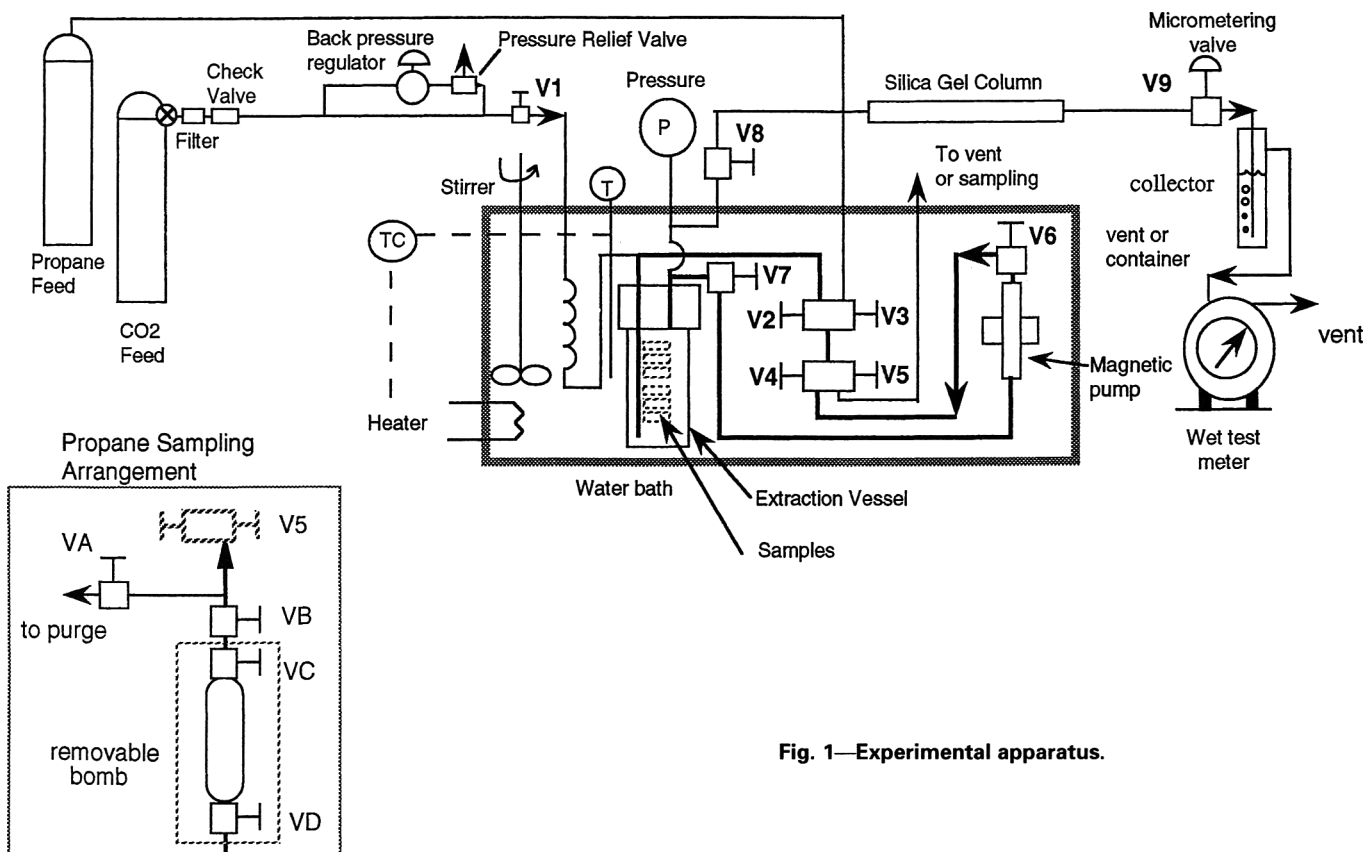 Back pressure
regulator
Pressure Relief Valve
Micrometering
valve
Check
Valve
V1
Pressure
Silica Gel Column
V9
P
V8
Filter
To vent
or sampling
Stirrer
T
collector
TC
V6
vent or
container
Propane
Feed
V7
V2
V3
CO2
Feed
V4
V5
Magnetic
pump
vent
Heater
Wet test
meter
Water bath
Extraction Vessel
Samples
Propane Sampling
Arrangement
V5
VA
to purge
VB
VC
removable
bomb
VD
Fig. 1—Experimental apparatus.